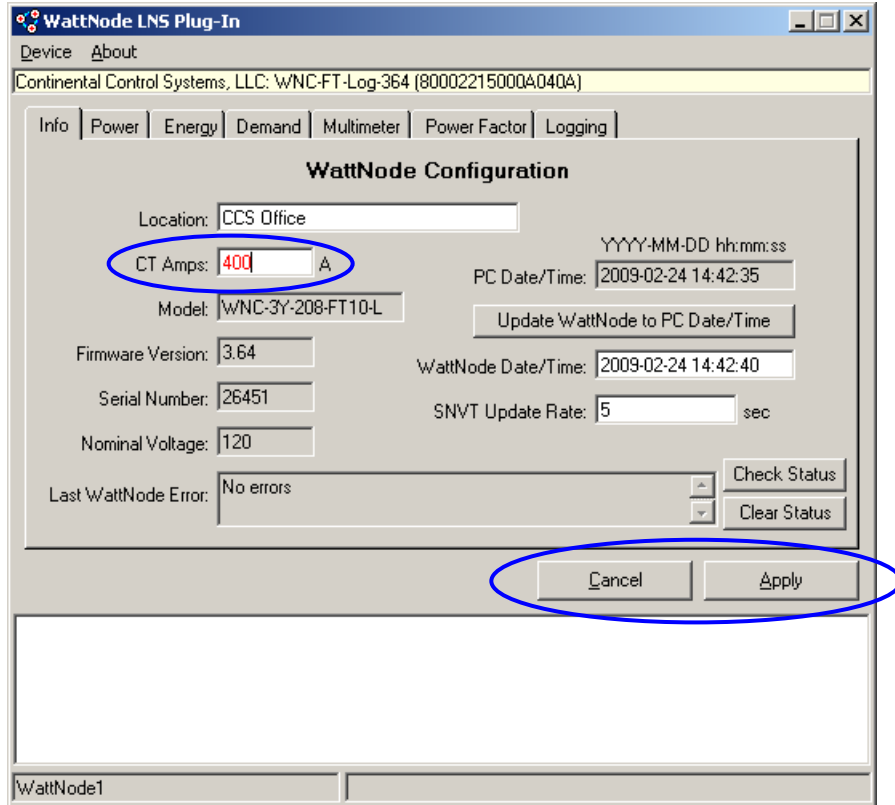 WattNode LNS Plug-In
Device About
Continental Control Systems, LLC: WNC-FT-Log-364 (80002215000A040A)
Info Power Energy Demand Multimeter Power Factor Logging
WattNode Configuration
Location: CCS Office
CT Amps: 400 A
Model: WNC-3Y-208-FT10-L
Firmware Version: 3.64
Serial Number: 26451
Nominal Voltage: 120
YYYY-MM-DD hh:mm:ss
PC Date/Time: 2009-02-24 14:42:35
Update WattNode to PC Date/Time
WattNode Date/Time: 2009-02-24 14:42:40
SNVT Update Rate: 5 sec
Last WattNode Error: No errors
Check Status
Clear Status
Cancel Apply
WattNode1